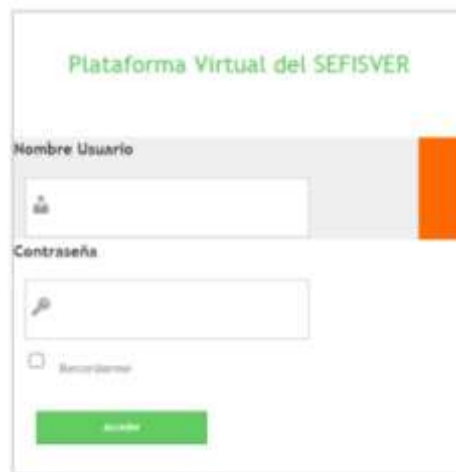 Plataforma Virtual del SEFISVER
Nombre Usuario
Contraseña
Recordarme